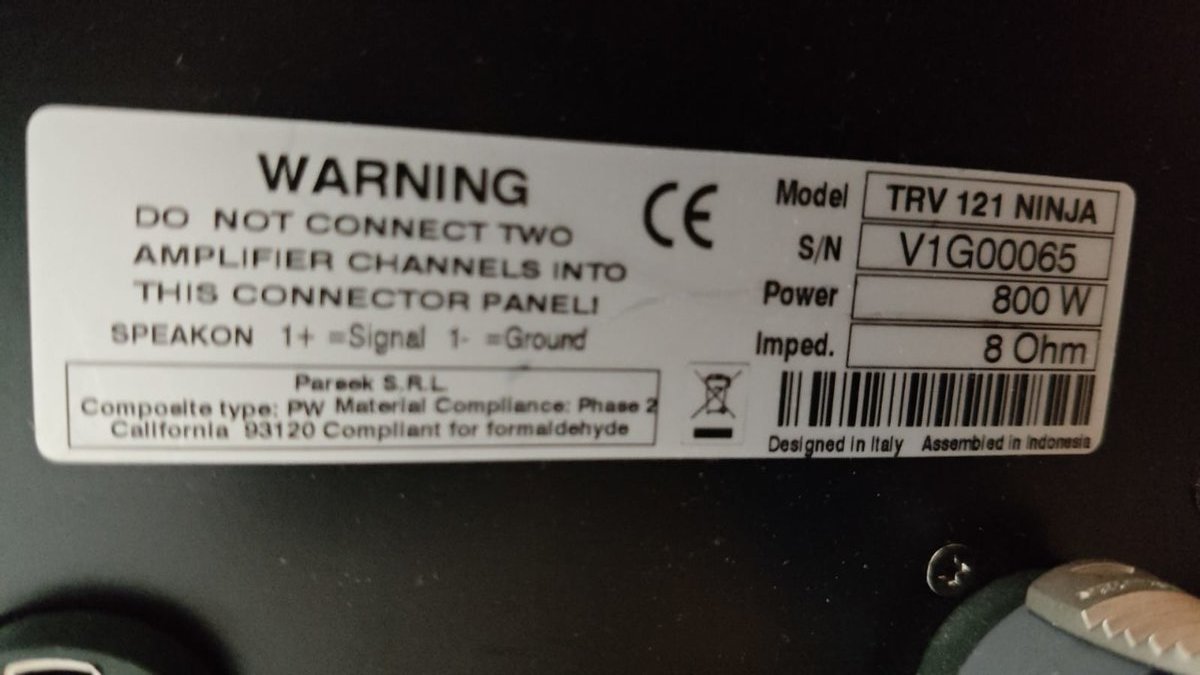 WARNING
DO NOT CONNECT TWO
AMPLIFIER CHANNELS INTO
THIS CONNECTOR PANEL!
SPEAKON 1+ =Signal 1- =Ground
Pareek S.R.L
Composite type: PW Material Compliance: Phase 2
California 93120 Compliant for formaldehyde
CE
Model TRV 121 NINJA
S/N V1G00065
Power 800 W
Imped. 8 Ohm
Designed in Italy Assembled in Indonesia